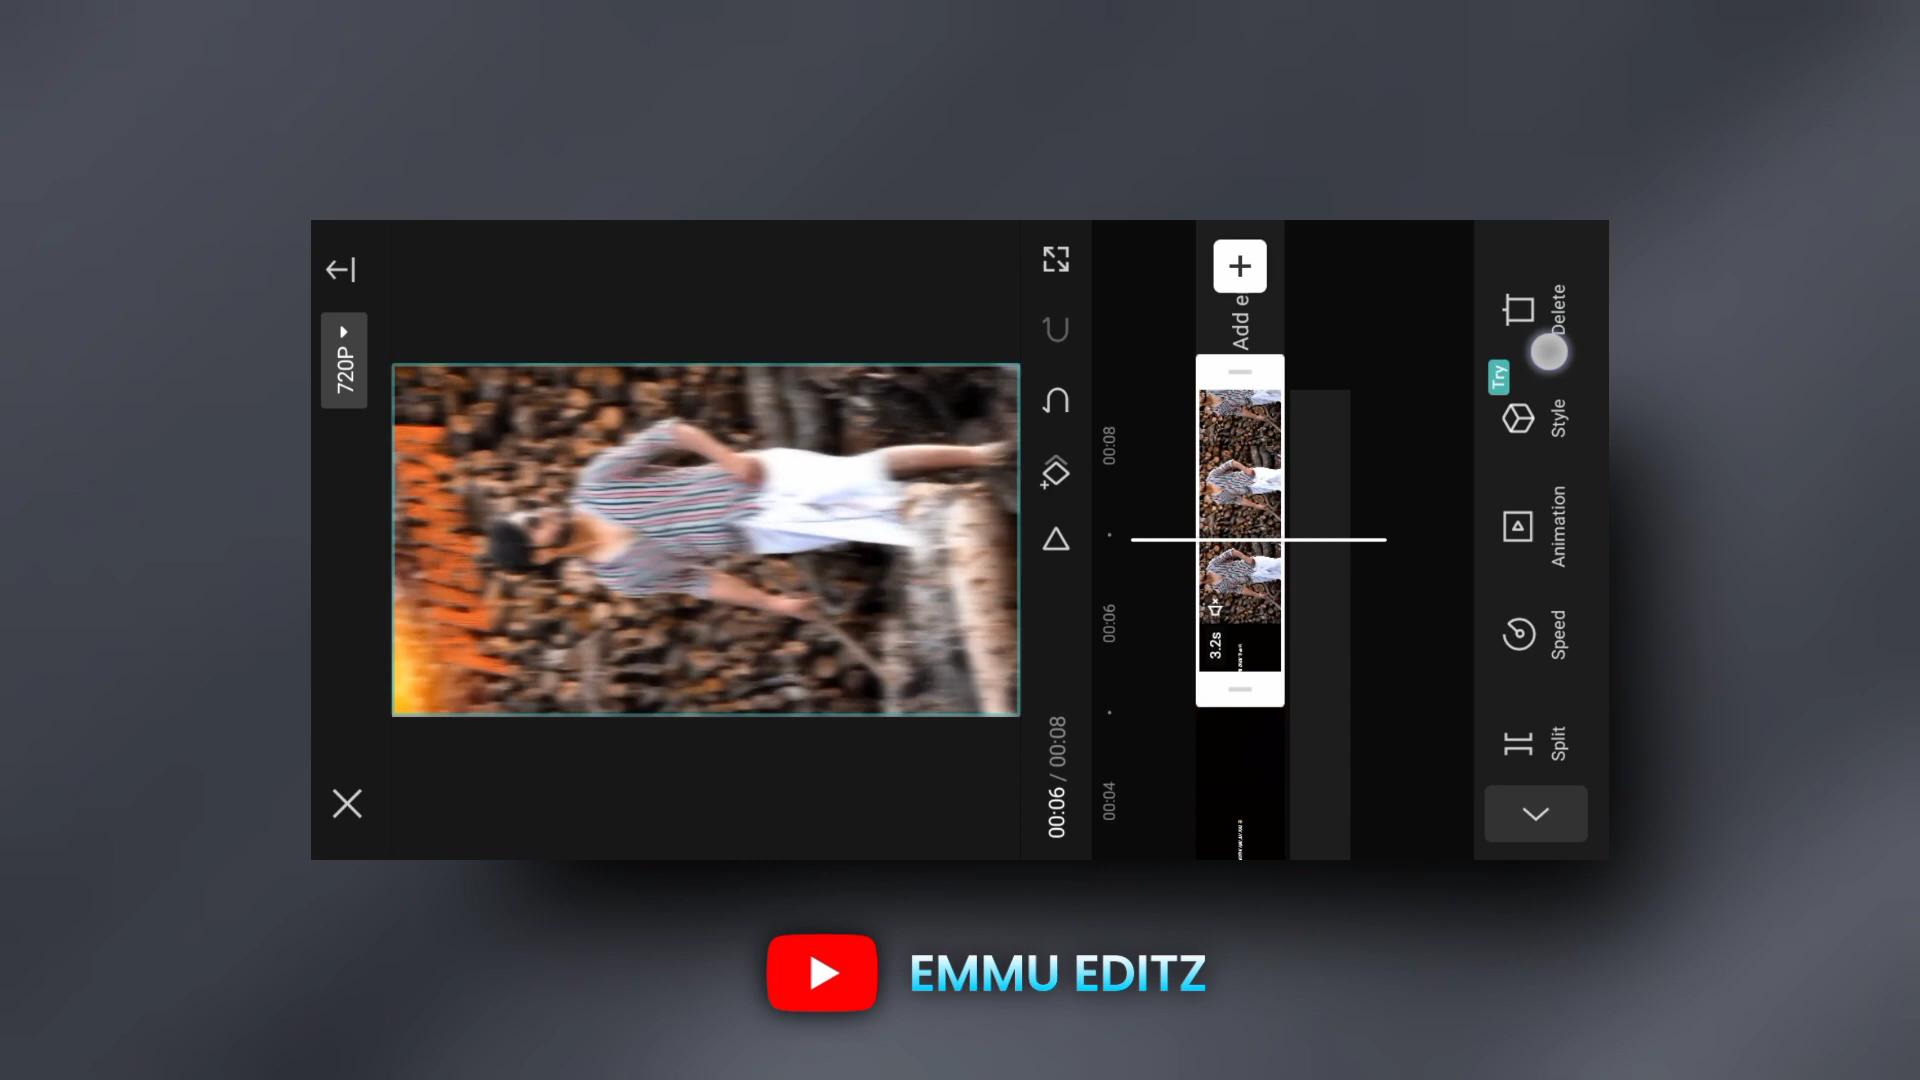 720P
00:06 / 00:08
00:04
00:06
00:08
3.2s
Add e
Split
Speed
Animation
Style
Try
Delete
EMMU EDITZ